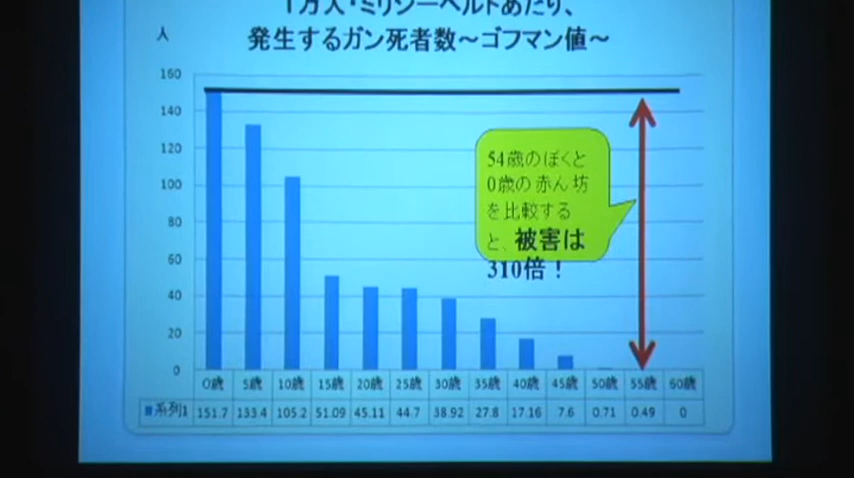 1万人・ミリシーベルトあたり、
発生するガン死者数～ゴフマン値～
人
160
140
120
100
80
60
40
20
0
54歳のぼくと
0歳の赤ん坊
を比較する
と、被害は
310倍！
0歳 5歳 10歳 15歳 20歳 25歳 30歳 35歳 40歳 45歳 50歳 55歳 60歳
系列1 151.7 133.4 105.2 51.09 45.11 44.7 38.92 27.8 17.16 7.6 0.71 0.49 0